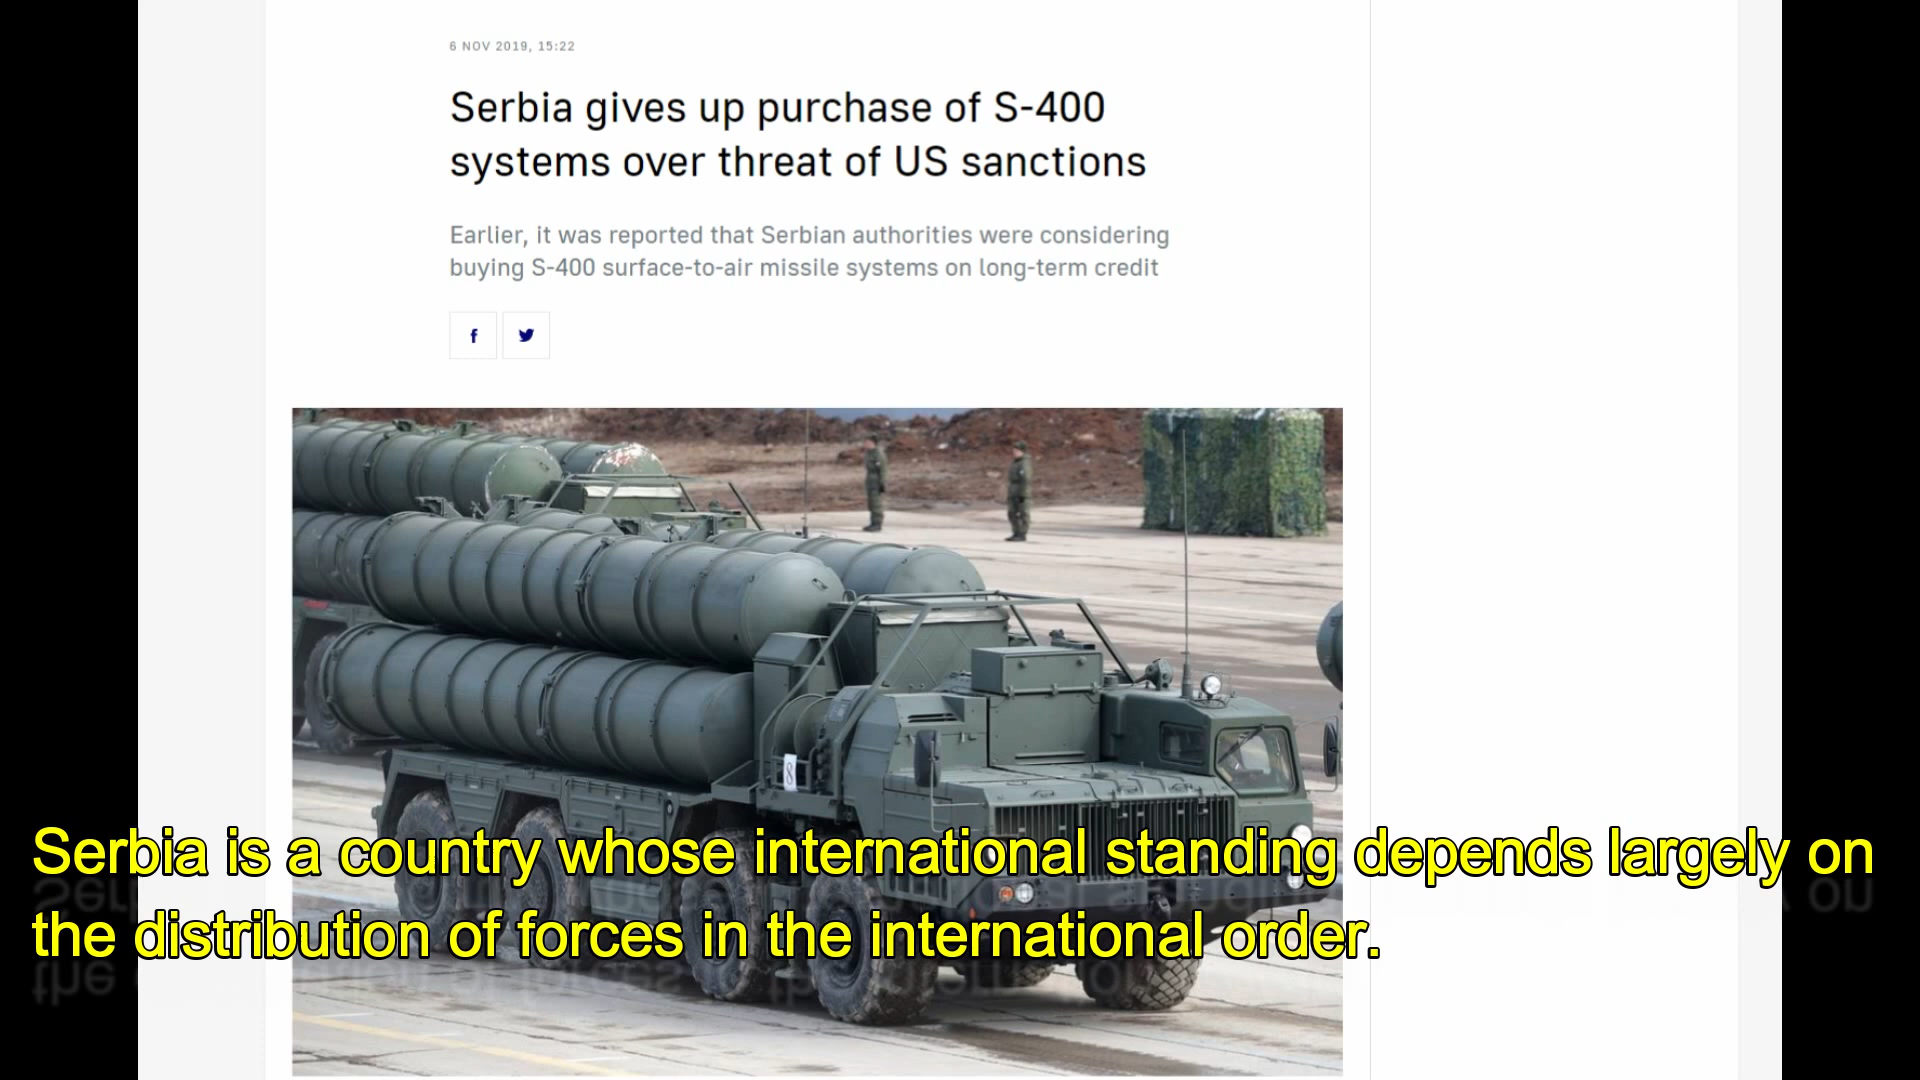 6 NOV 2019, 15:22
Serbia gives up purchase of S-400
systems over threat of US sanctions
Earlier, it was reported that Serbian authorities were considering
buying S-400 surface-to-air missile systems on long-term credit
f
8
Serbia is a country whose international standing depends largely on
the distribution of forces in the international order.